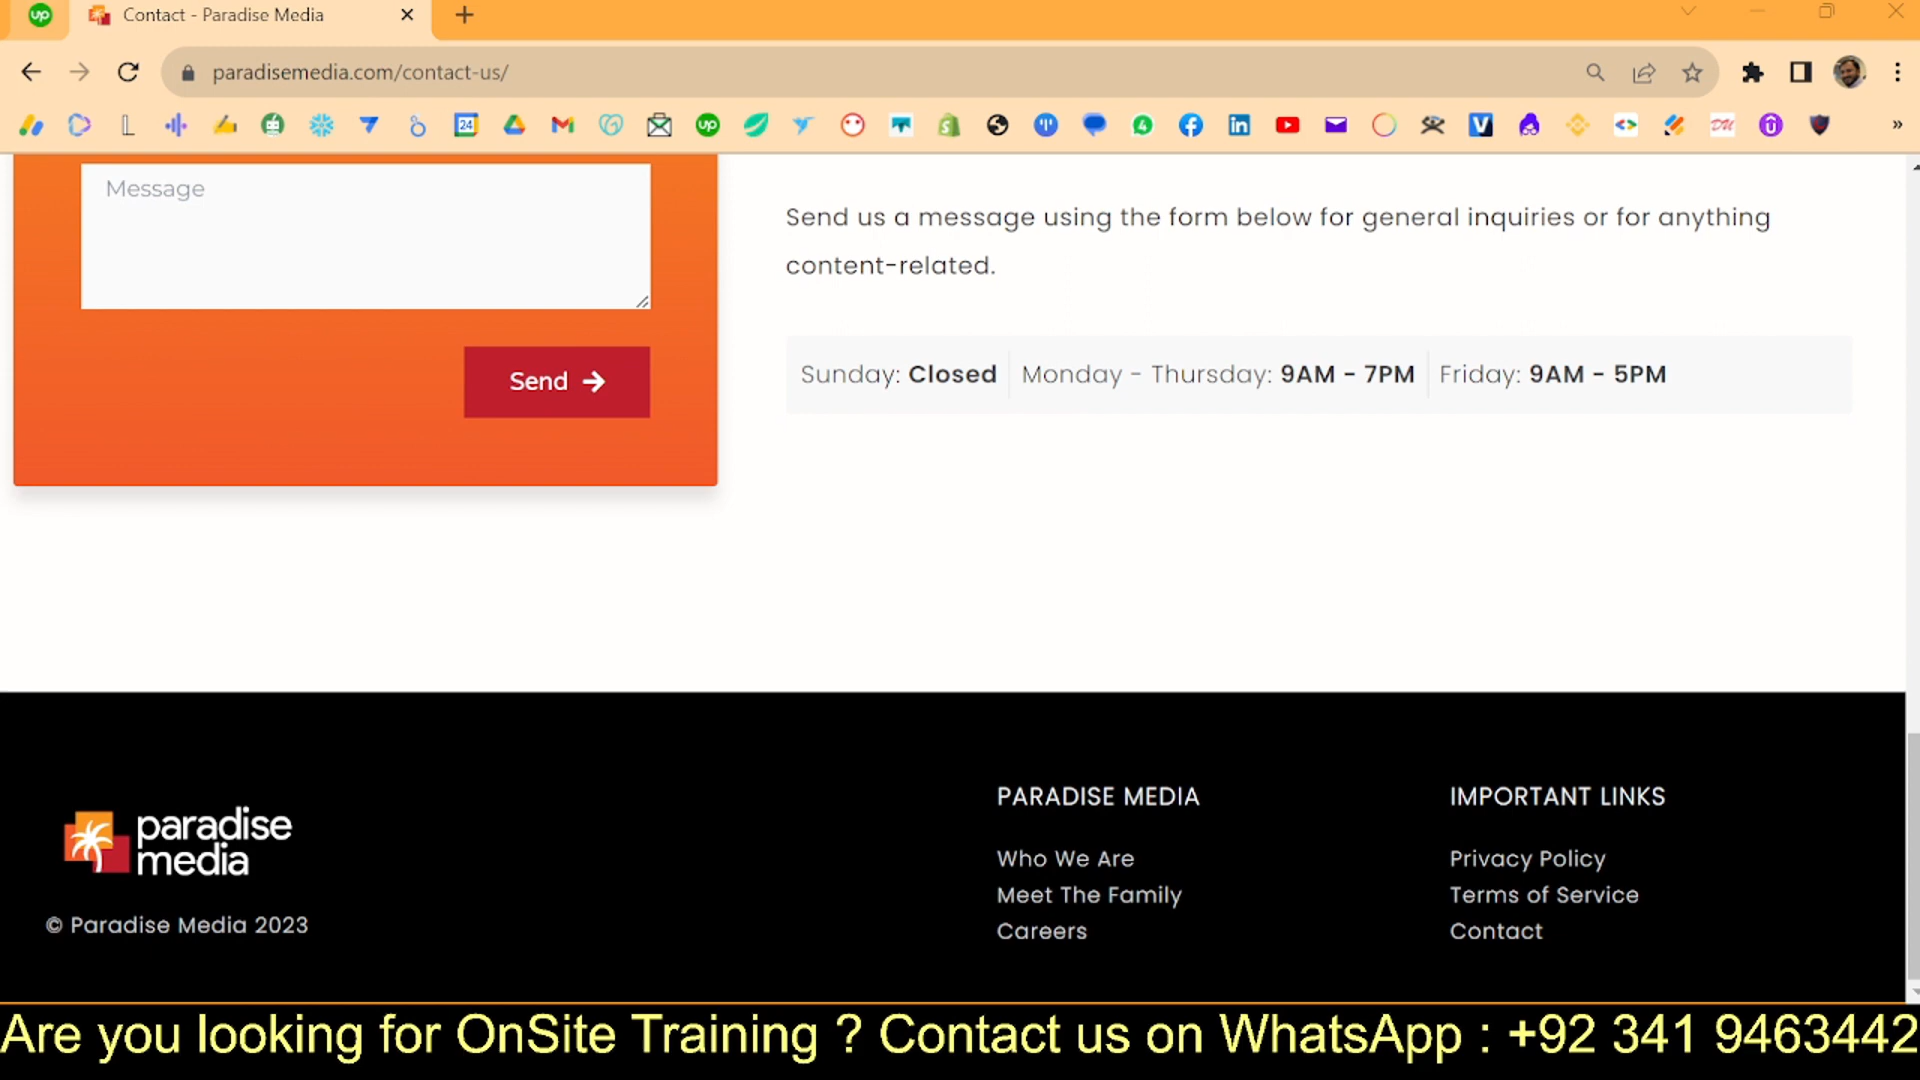 Contact - Paradise Media
paradisemedia.com/contact-us/
Message
Send
Send us a message using the form below for general inquiries or for anything
content-related.
Sunday: Closed Monday - Thursday: 9AM - 7PM Friday: 9AM - 5PM
paradise
media
© Paradise Media 2023
PARADISE MEDIA
Who We Are
Meet The Family
Careers
IMPORTANT LINKS
Privacy Policy
Terms of Service
Contact
Are you looking for OnSite Training ? Contact us on WhatsApp : +92 341 9463442